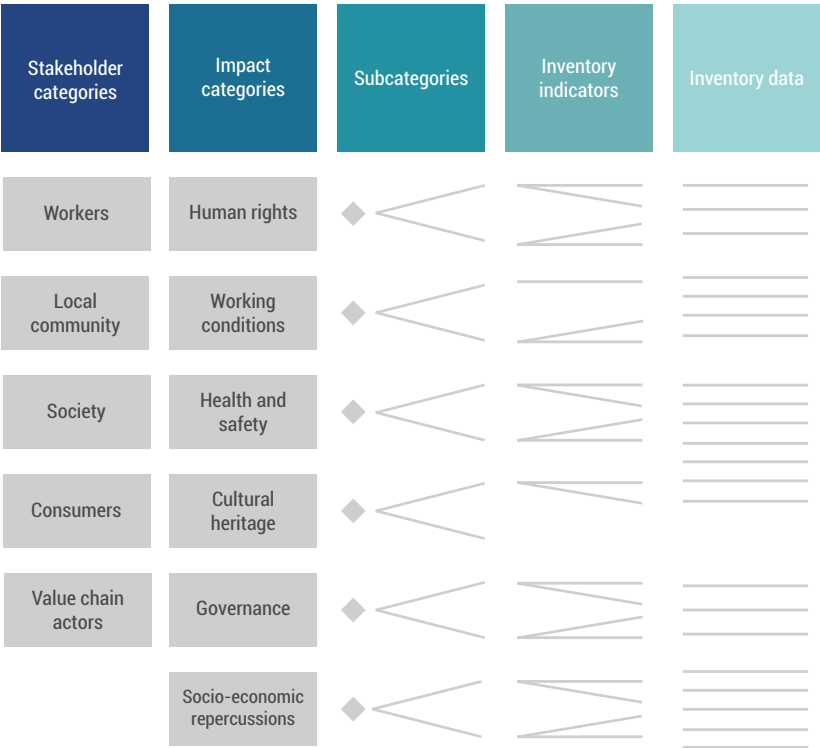 Stakeholder
categories
Impact
categories
Subcategories
Inventory
indicators
Inventory data
Workers
Human rights
Local
community
Working
conditions
Society
Health and
safety
Consumers
Cultural
heritage
Value chain
actors
Governance
Socio-economic
repercussions